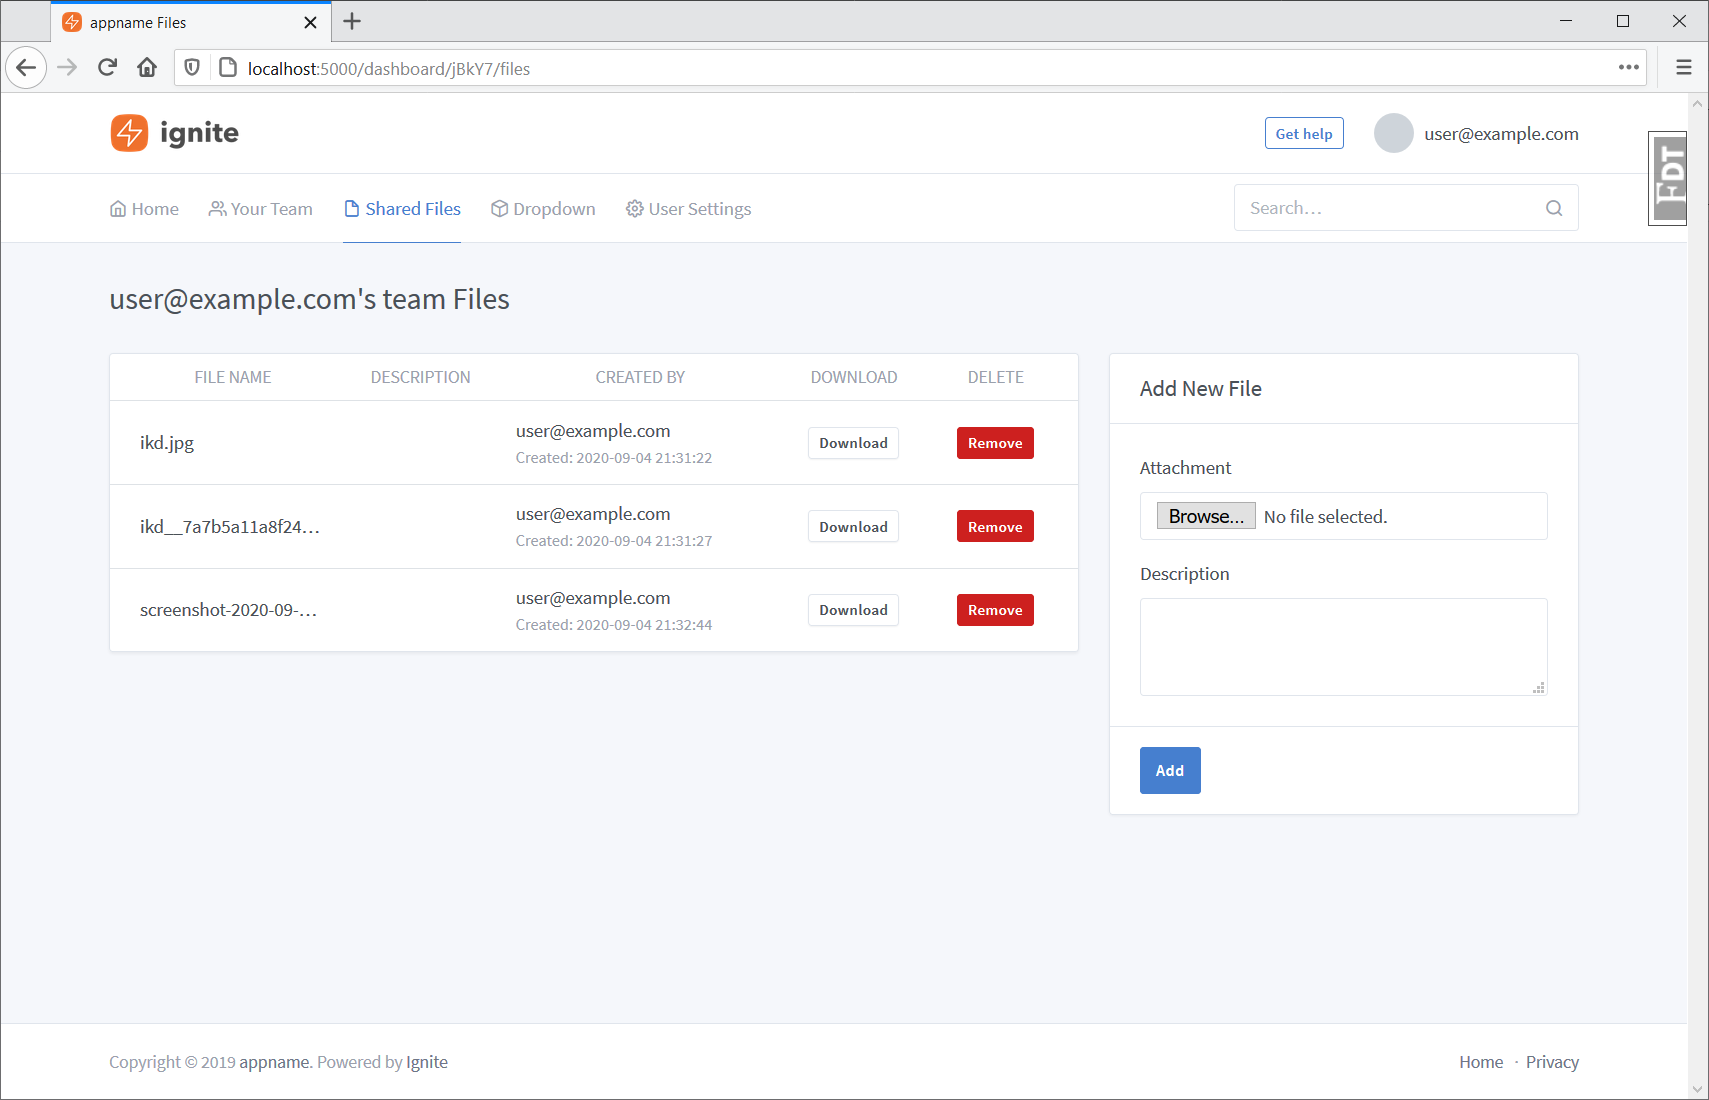 appname Files
localhost:5000/dashboard/jBkY7/files
ignite
Get help
user@example.com
FDT
Home
Your Team
Shared Files
Dropdown
User Settings
Search...
user@example.com's team Files
FILE NAME DESCRIPTION CREATED BY DOWNLOAD DELETE
ikd.jpg
user@example.com
Created: 2020-09-04 21:31:22
Download
Remove
ikd__7a7b5a11a8f24...
user@example.com
Created: 2020-09-04 21:31:27
Download
Remove
screenshot-2020-09-...
user@example.com
Created: 2020-09-04 21:32:44
Download
Remove
Add New File
Attachment
Browse... No file selected.
Description
Add
Copyright © 2019 appname. Powered by Ignite
Home · Privacy